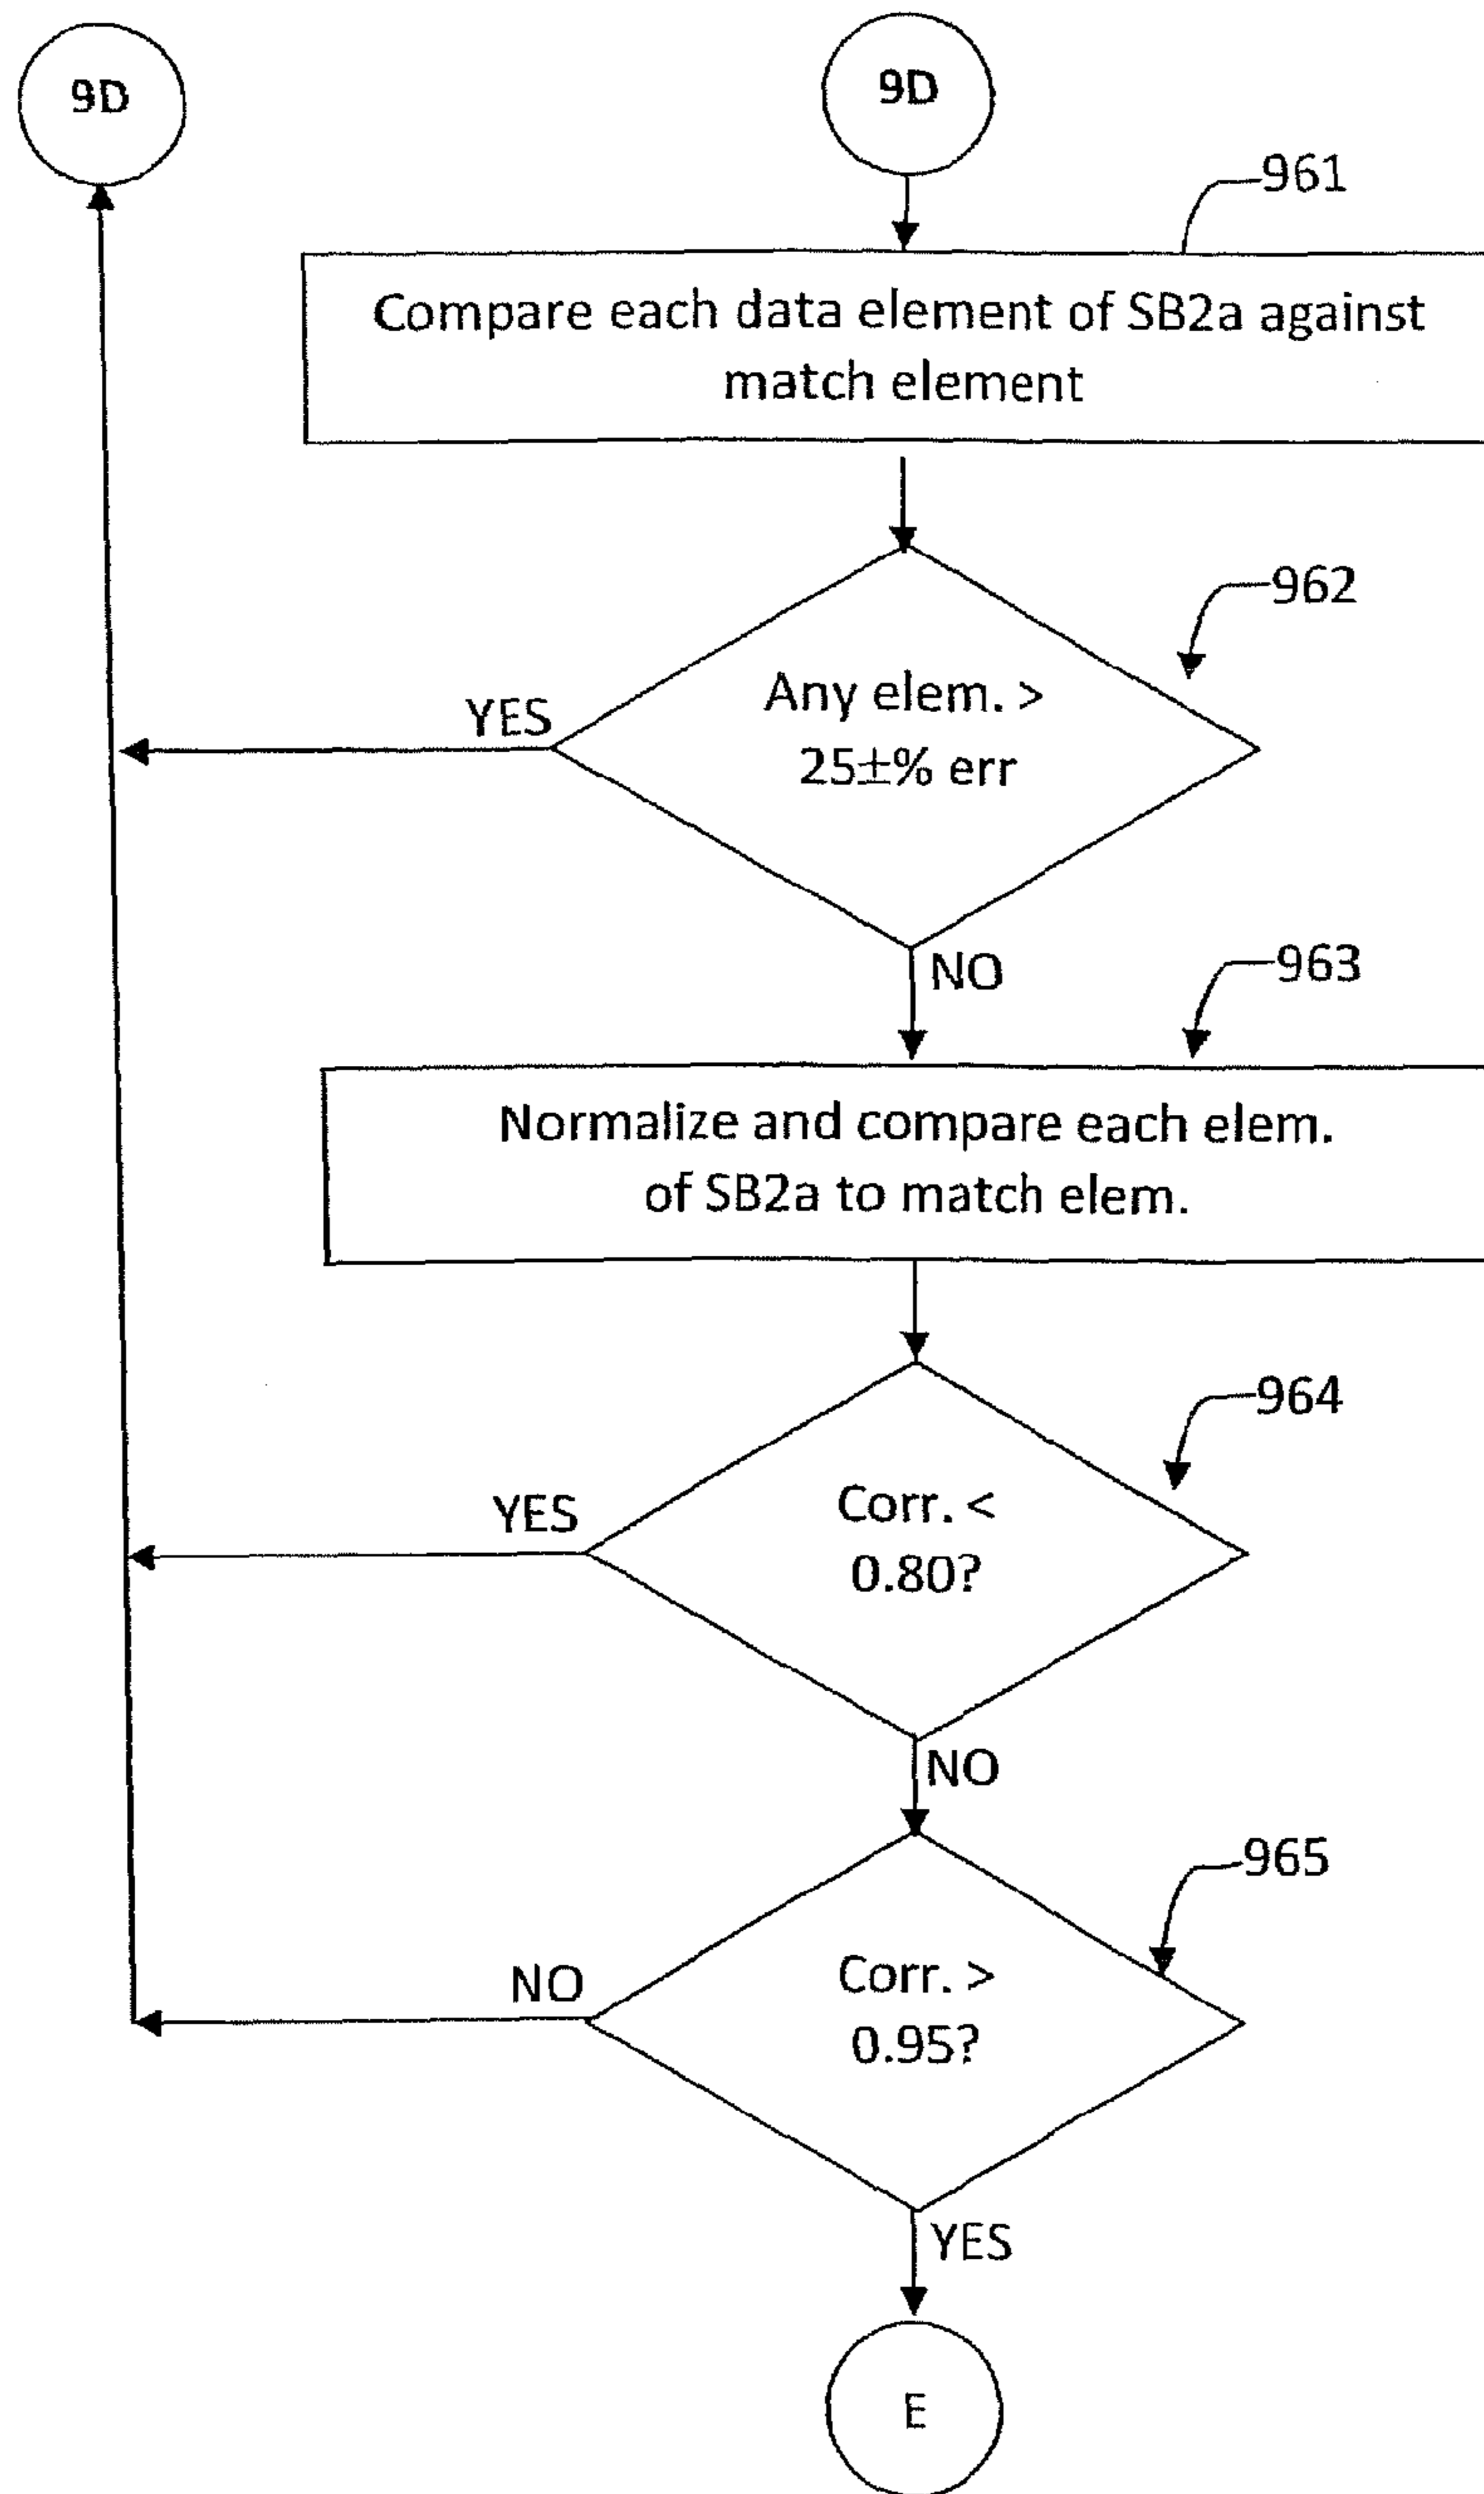 9D
9D
961
Compare each data element of SB2a against
match element
962
Any elem. >
25±% err
YES
NO
963
Normalize and compare each elem.
of SB2a to match elem.
964
Corr. <
0.80?
YES
NO
965
Corr. >
0.95?
NO
YES
E